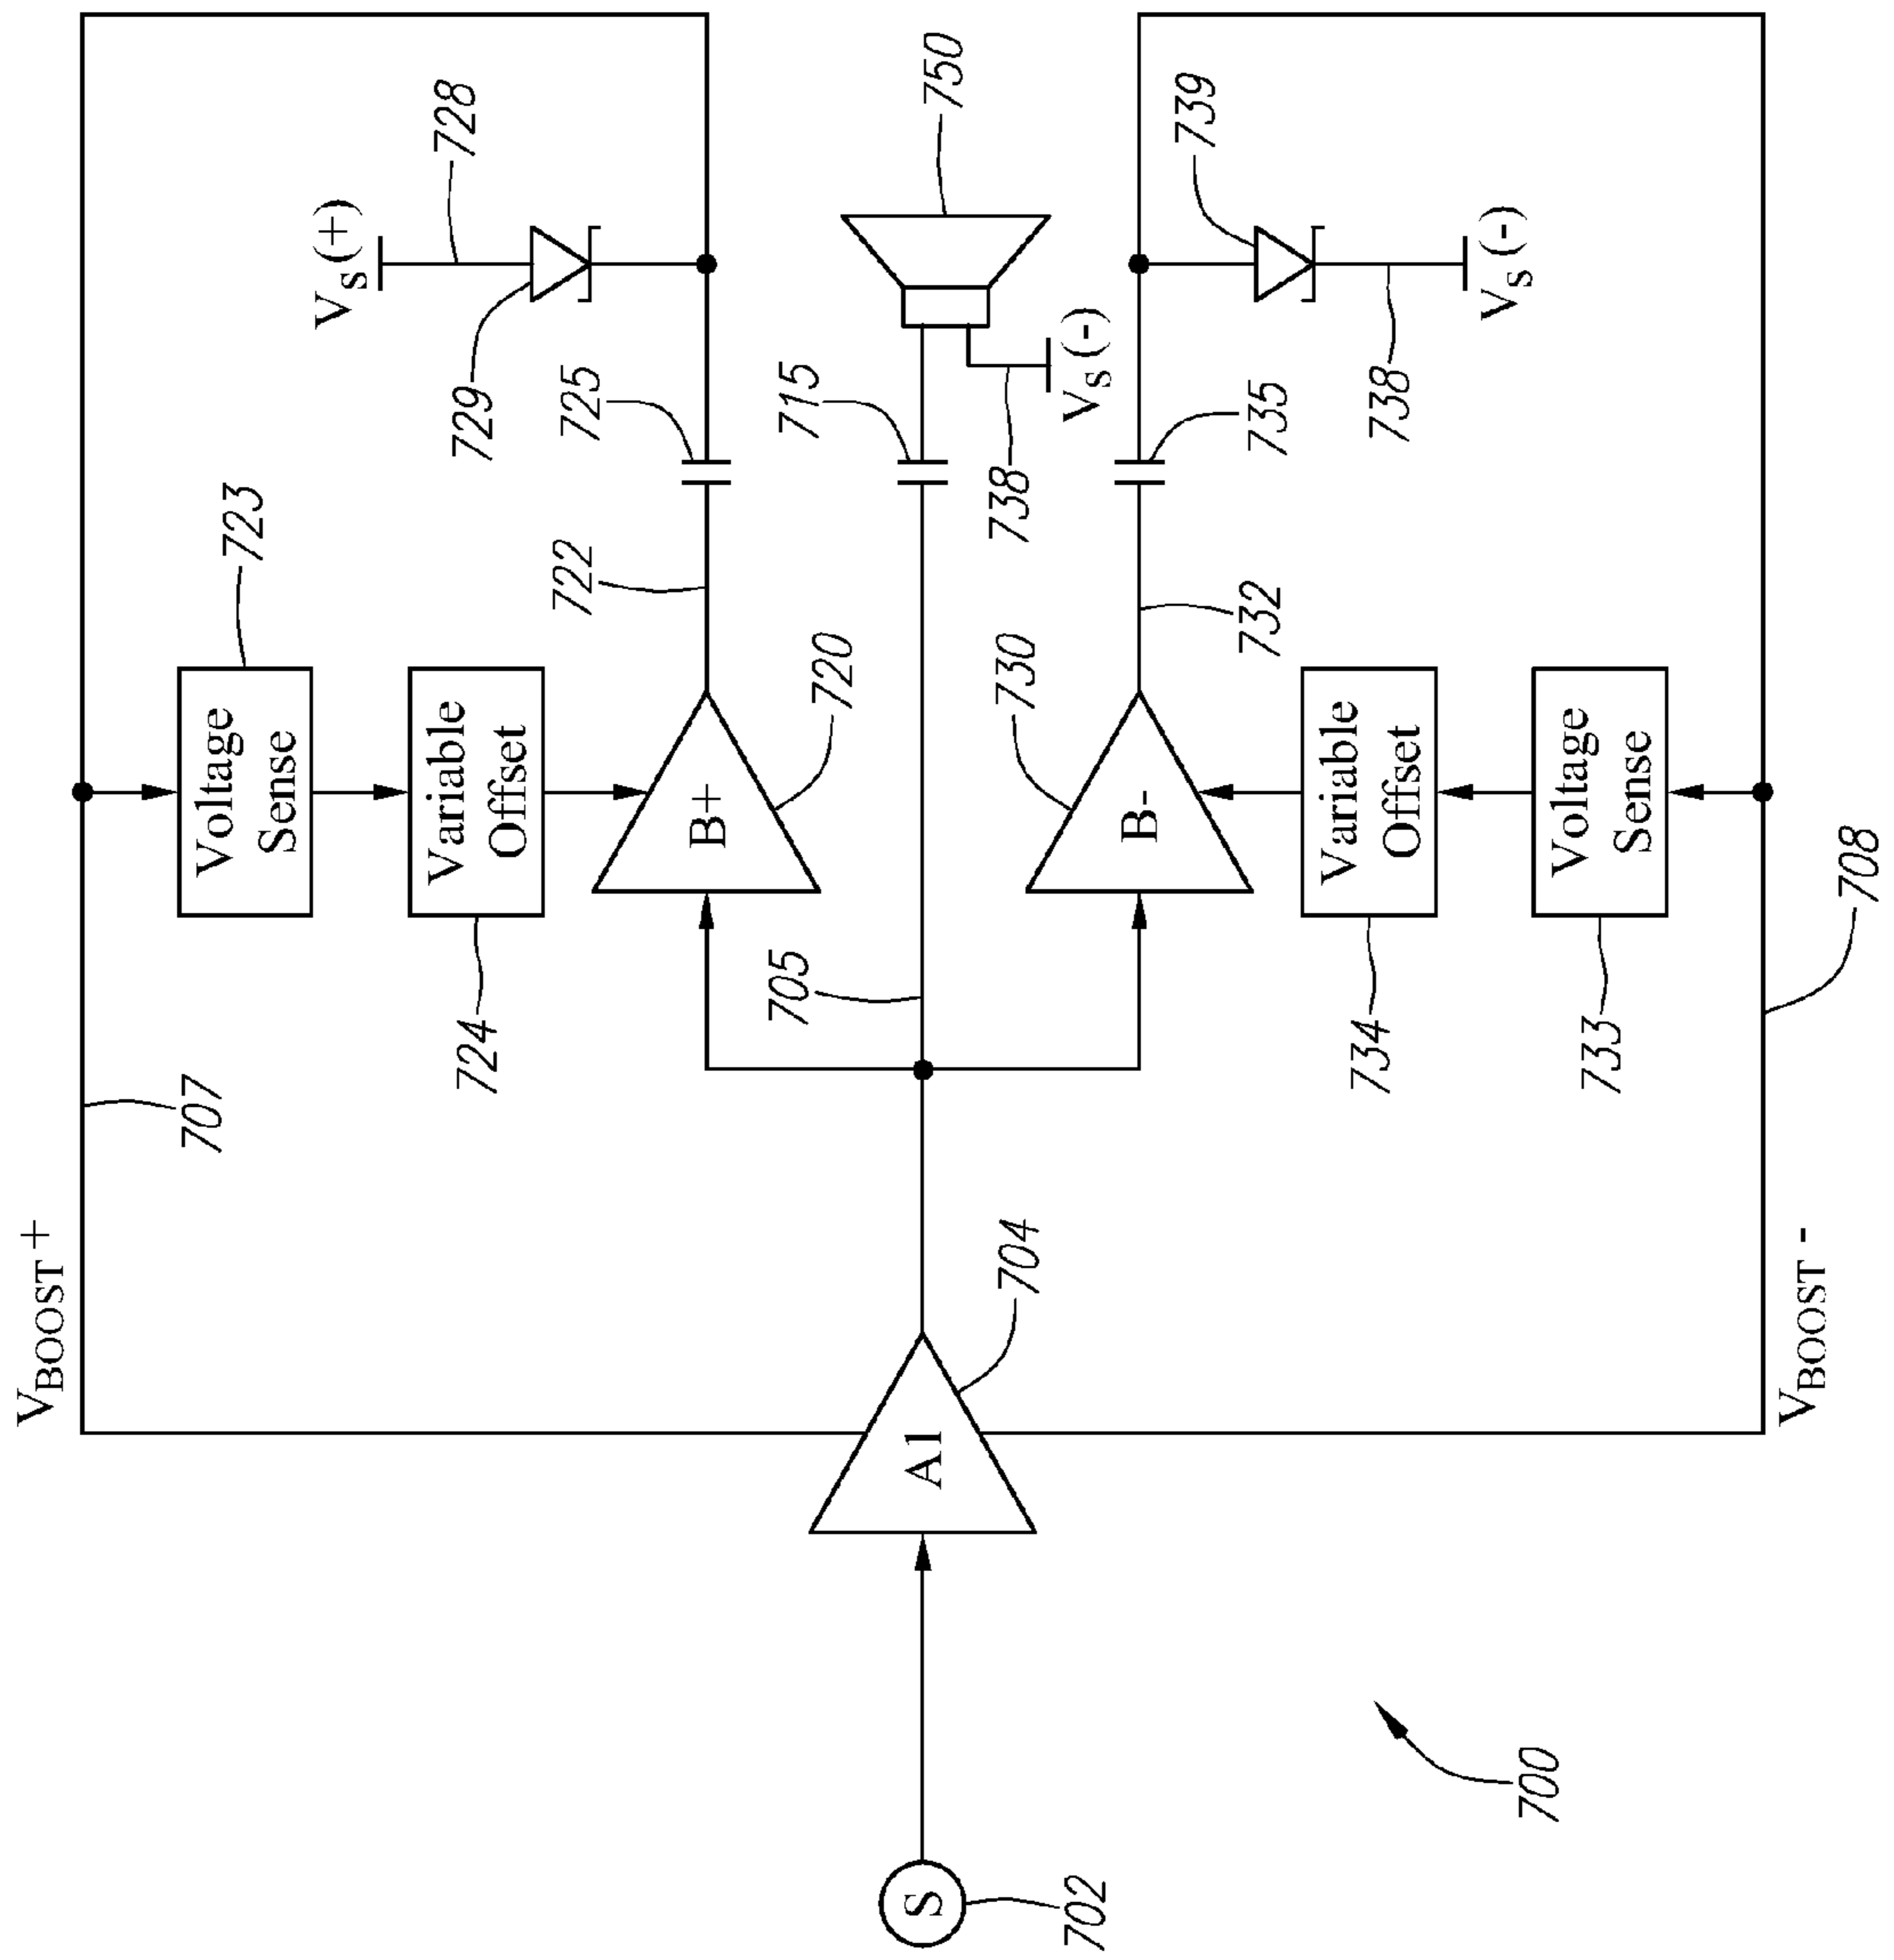 V_BOOST +
707
Voltage
Sense
723
V_S (+)
728
729
Variable
Offset
724
B+
720
722
725
A1
704
S
702
705
715
750
V_S (-)
738
B-
730
732
735
739
738
V_S (-)
Variable
Offset
734
Voltage
Sense
733
708
V_BOOST -
700